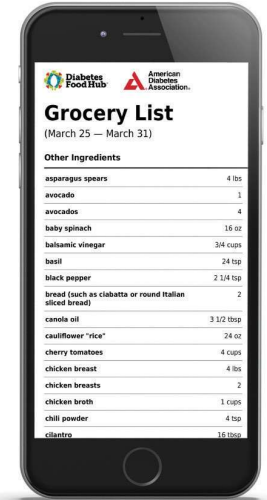 Diabetes
Food Hub
American
Diabetes
Association.
Grocery List
(March 25 — March 31)
Other Ingredients
asparagus spears 4 lbs
avocado 1
avocados 4
baby spinach 16 oz
balsamic vinegar 3/4 cups
basil 24 tsp
black pepper 2 1/4 tsp
bread (such as ciabatta or round Italian 2
sliced bread)
canola oil 3 1/2 tbsp
cauliflower "rice" 24 oz
cherry tomatoes 4 cups
chicken breast 4 lbs
chicken breasts 2
chicken broth 1 cups
chili powder 4 tsp
cilantro 16 tbsp